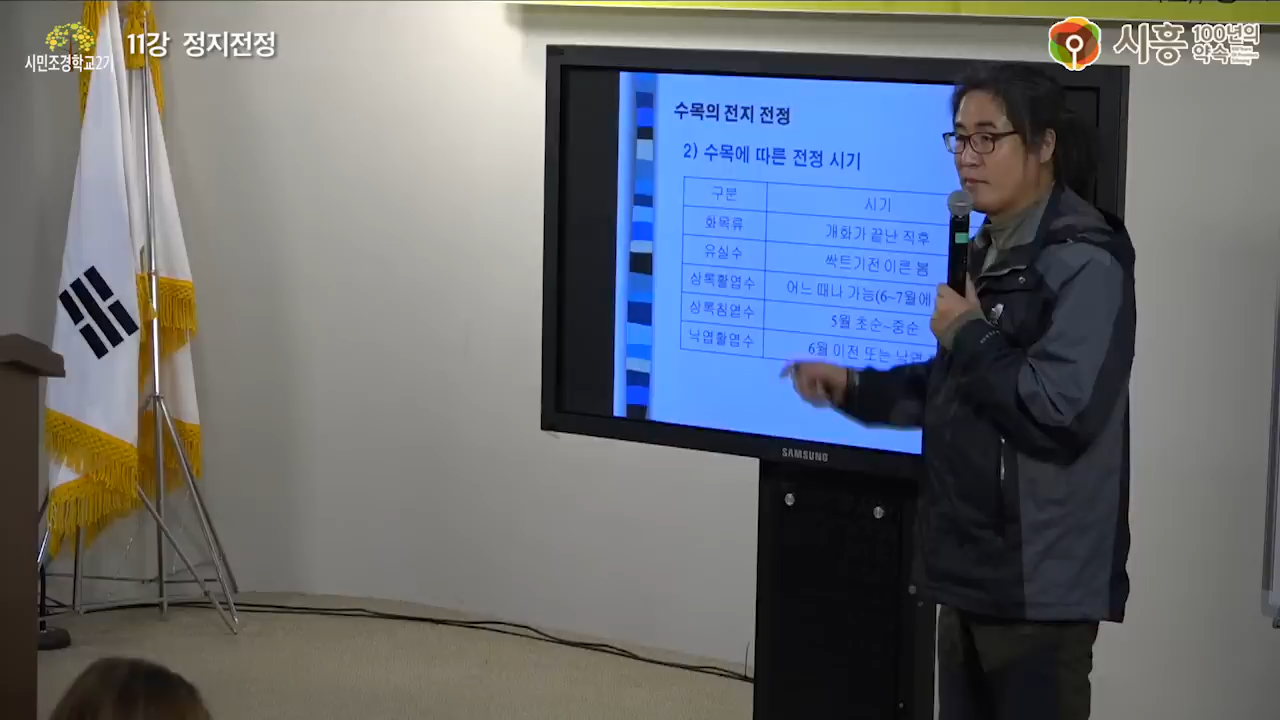 11강 정지전정
시민조경학교2기
시흥 100년의
약속
수목의 전지 전정
2) 수목에 따른 전정 시기
구분 시기
화목류 개화가 끝난 직후
유실수 싹트기전 이른 봄
상록활엽수 어느 때나 가능(6~7월에
상록침엽수 5월 초순~중순
낙엽활엽수 6월 이전 또는 낙엽
SAMSUNG